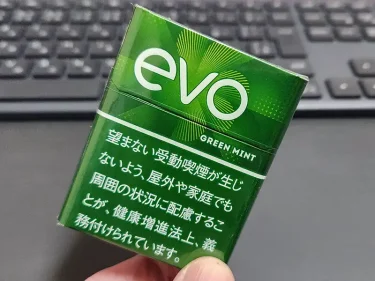 evo
GREEN MINT
望まない受動喫煙が生じ
ないよう、屋外や家庭でも
周囲の状況に配慮するこ
とが、健康増進法上、義
務付けられています。